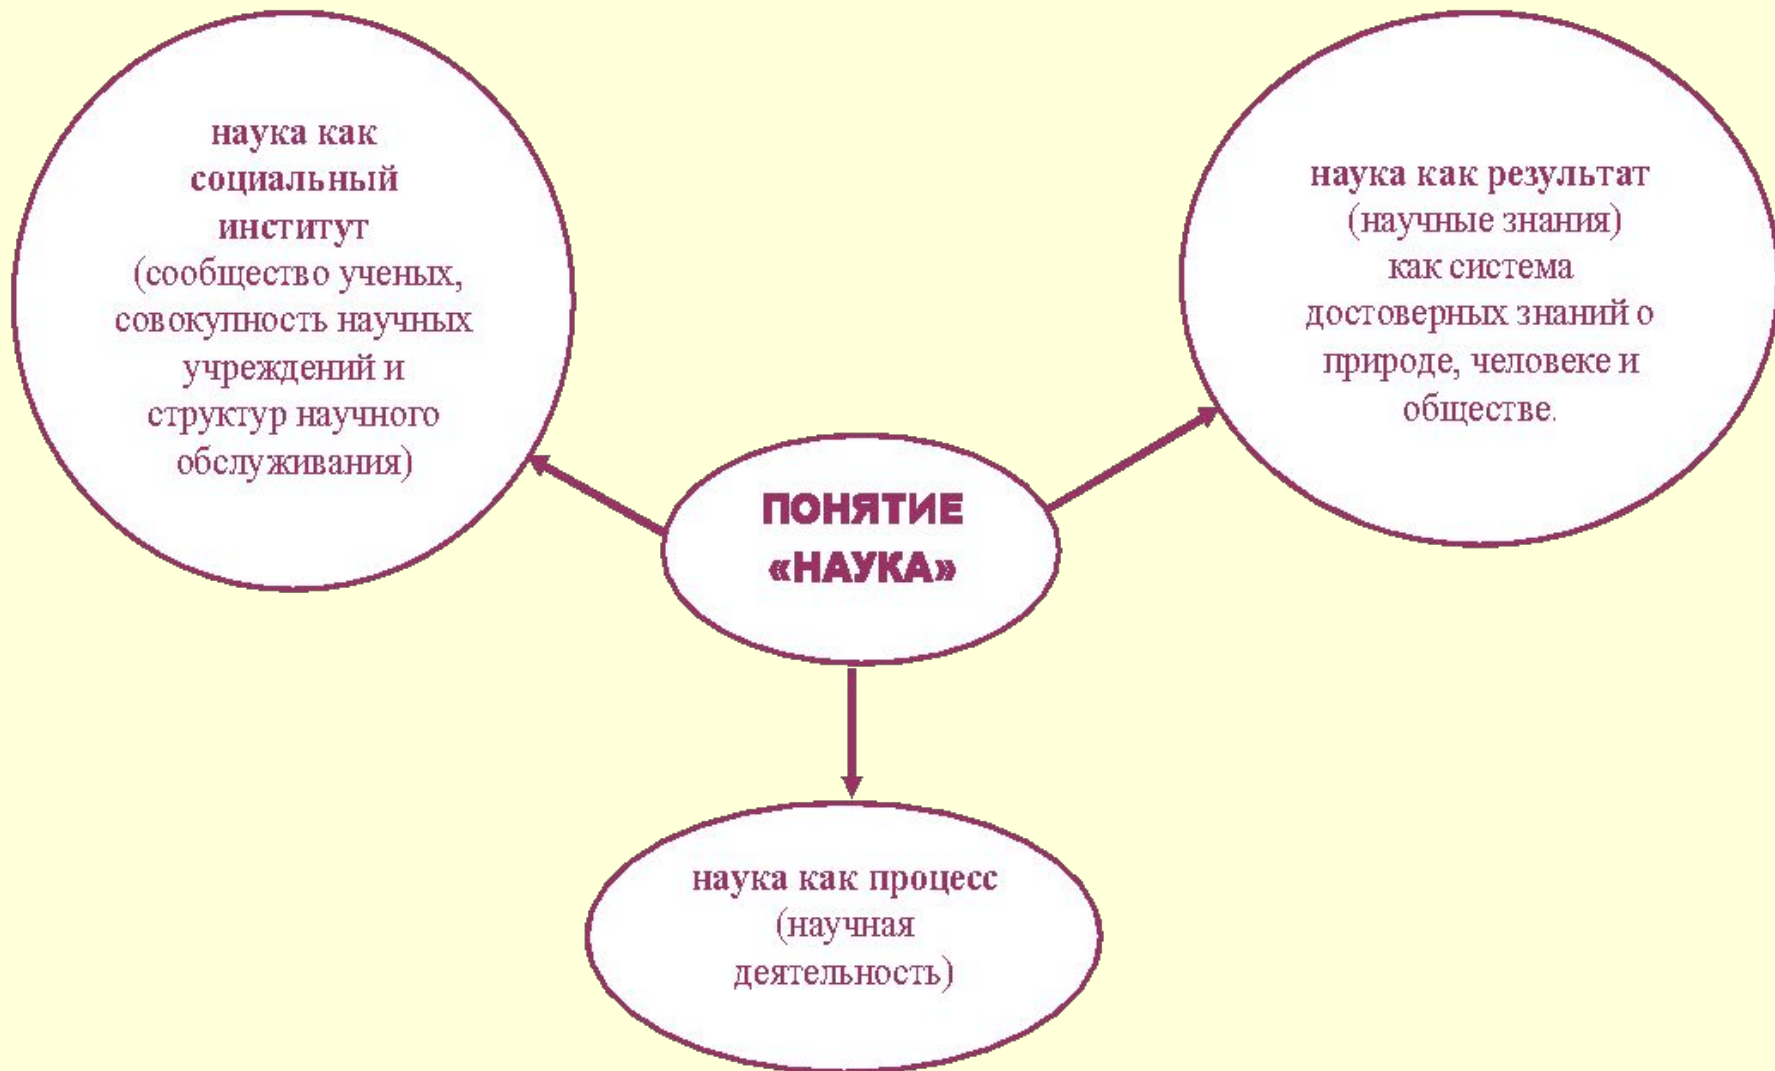 наука как
социальный
институт
(сообщество ученых,
совокупность научных
учреждений и
структур научного
обслуживания)
наука как результат
(научные знания)
как система
достоверных знаний о
природе, человеке и
обществе.
ПОНЯТИЕ
«НАУКА»
наука как процесс
(научная
деятельность)